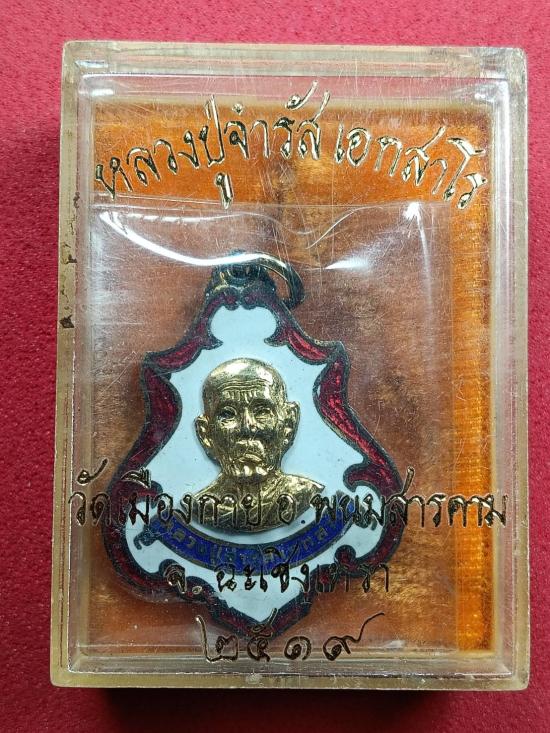 หลวงปู่จำรัส เอกสาโร
วัดเมืองกาย อ. พนมสารคาม
จ. ฉะเชิงเทรา
๒๕๑๙